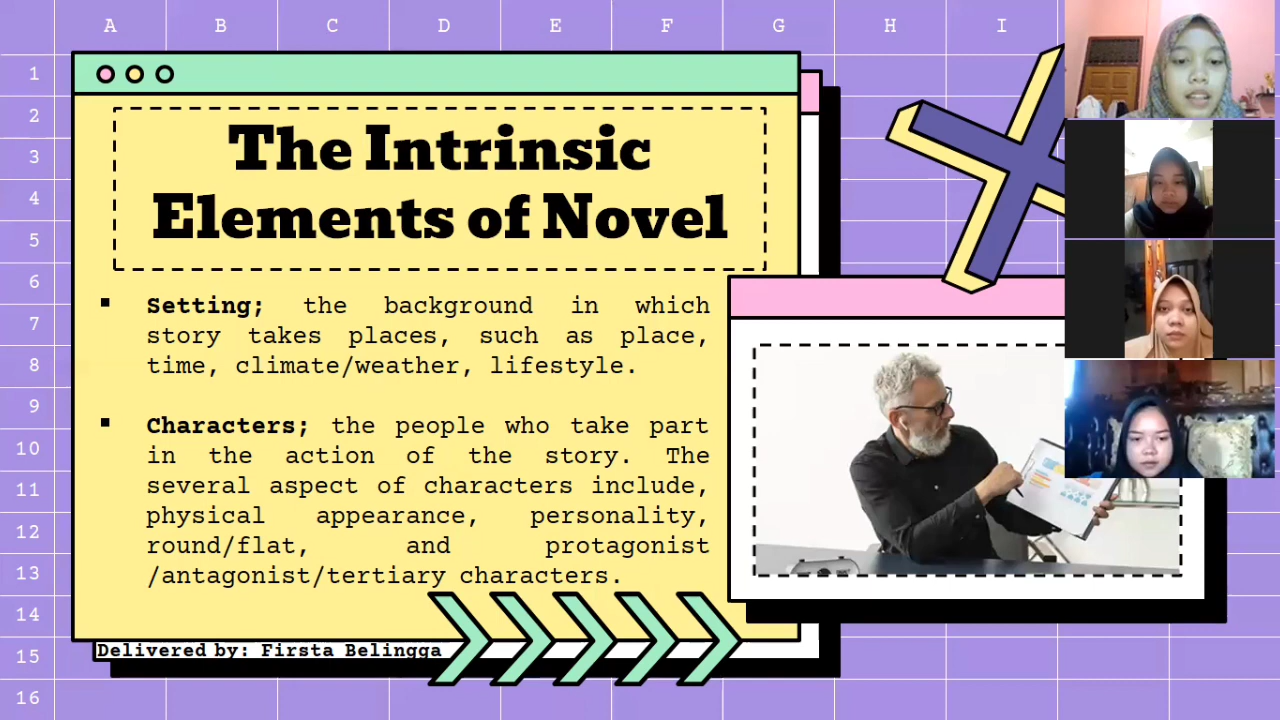 A B C D E F G H I
1
2
3
4
5
6
7
8
9
10
11
12
13
14
15
16
The Intrinsic
Elements of Novel
▪ Setting; the background in which
story takes places, such as place,
time, climate/weather, lifestyle.
▪ Characters; the people who take part
in the action of the story. The
several aspect of characters include,
physical appearance, personality,
round/flat, and protagonist
/antagonist/tertiary characters.
Delivered by: Firsta Belingga